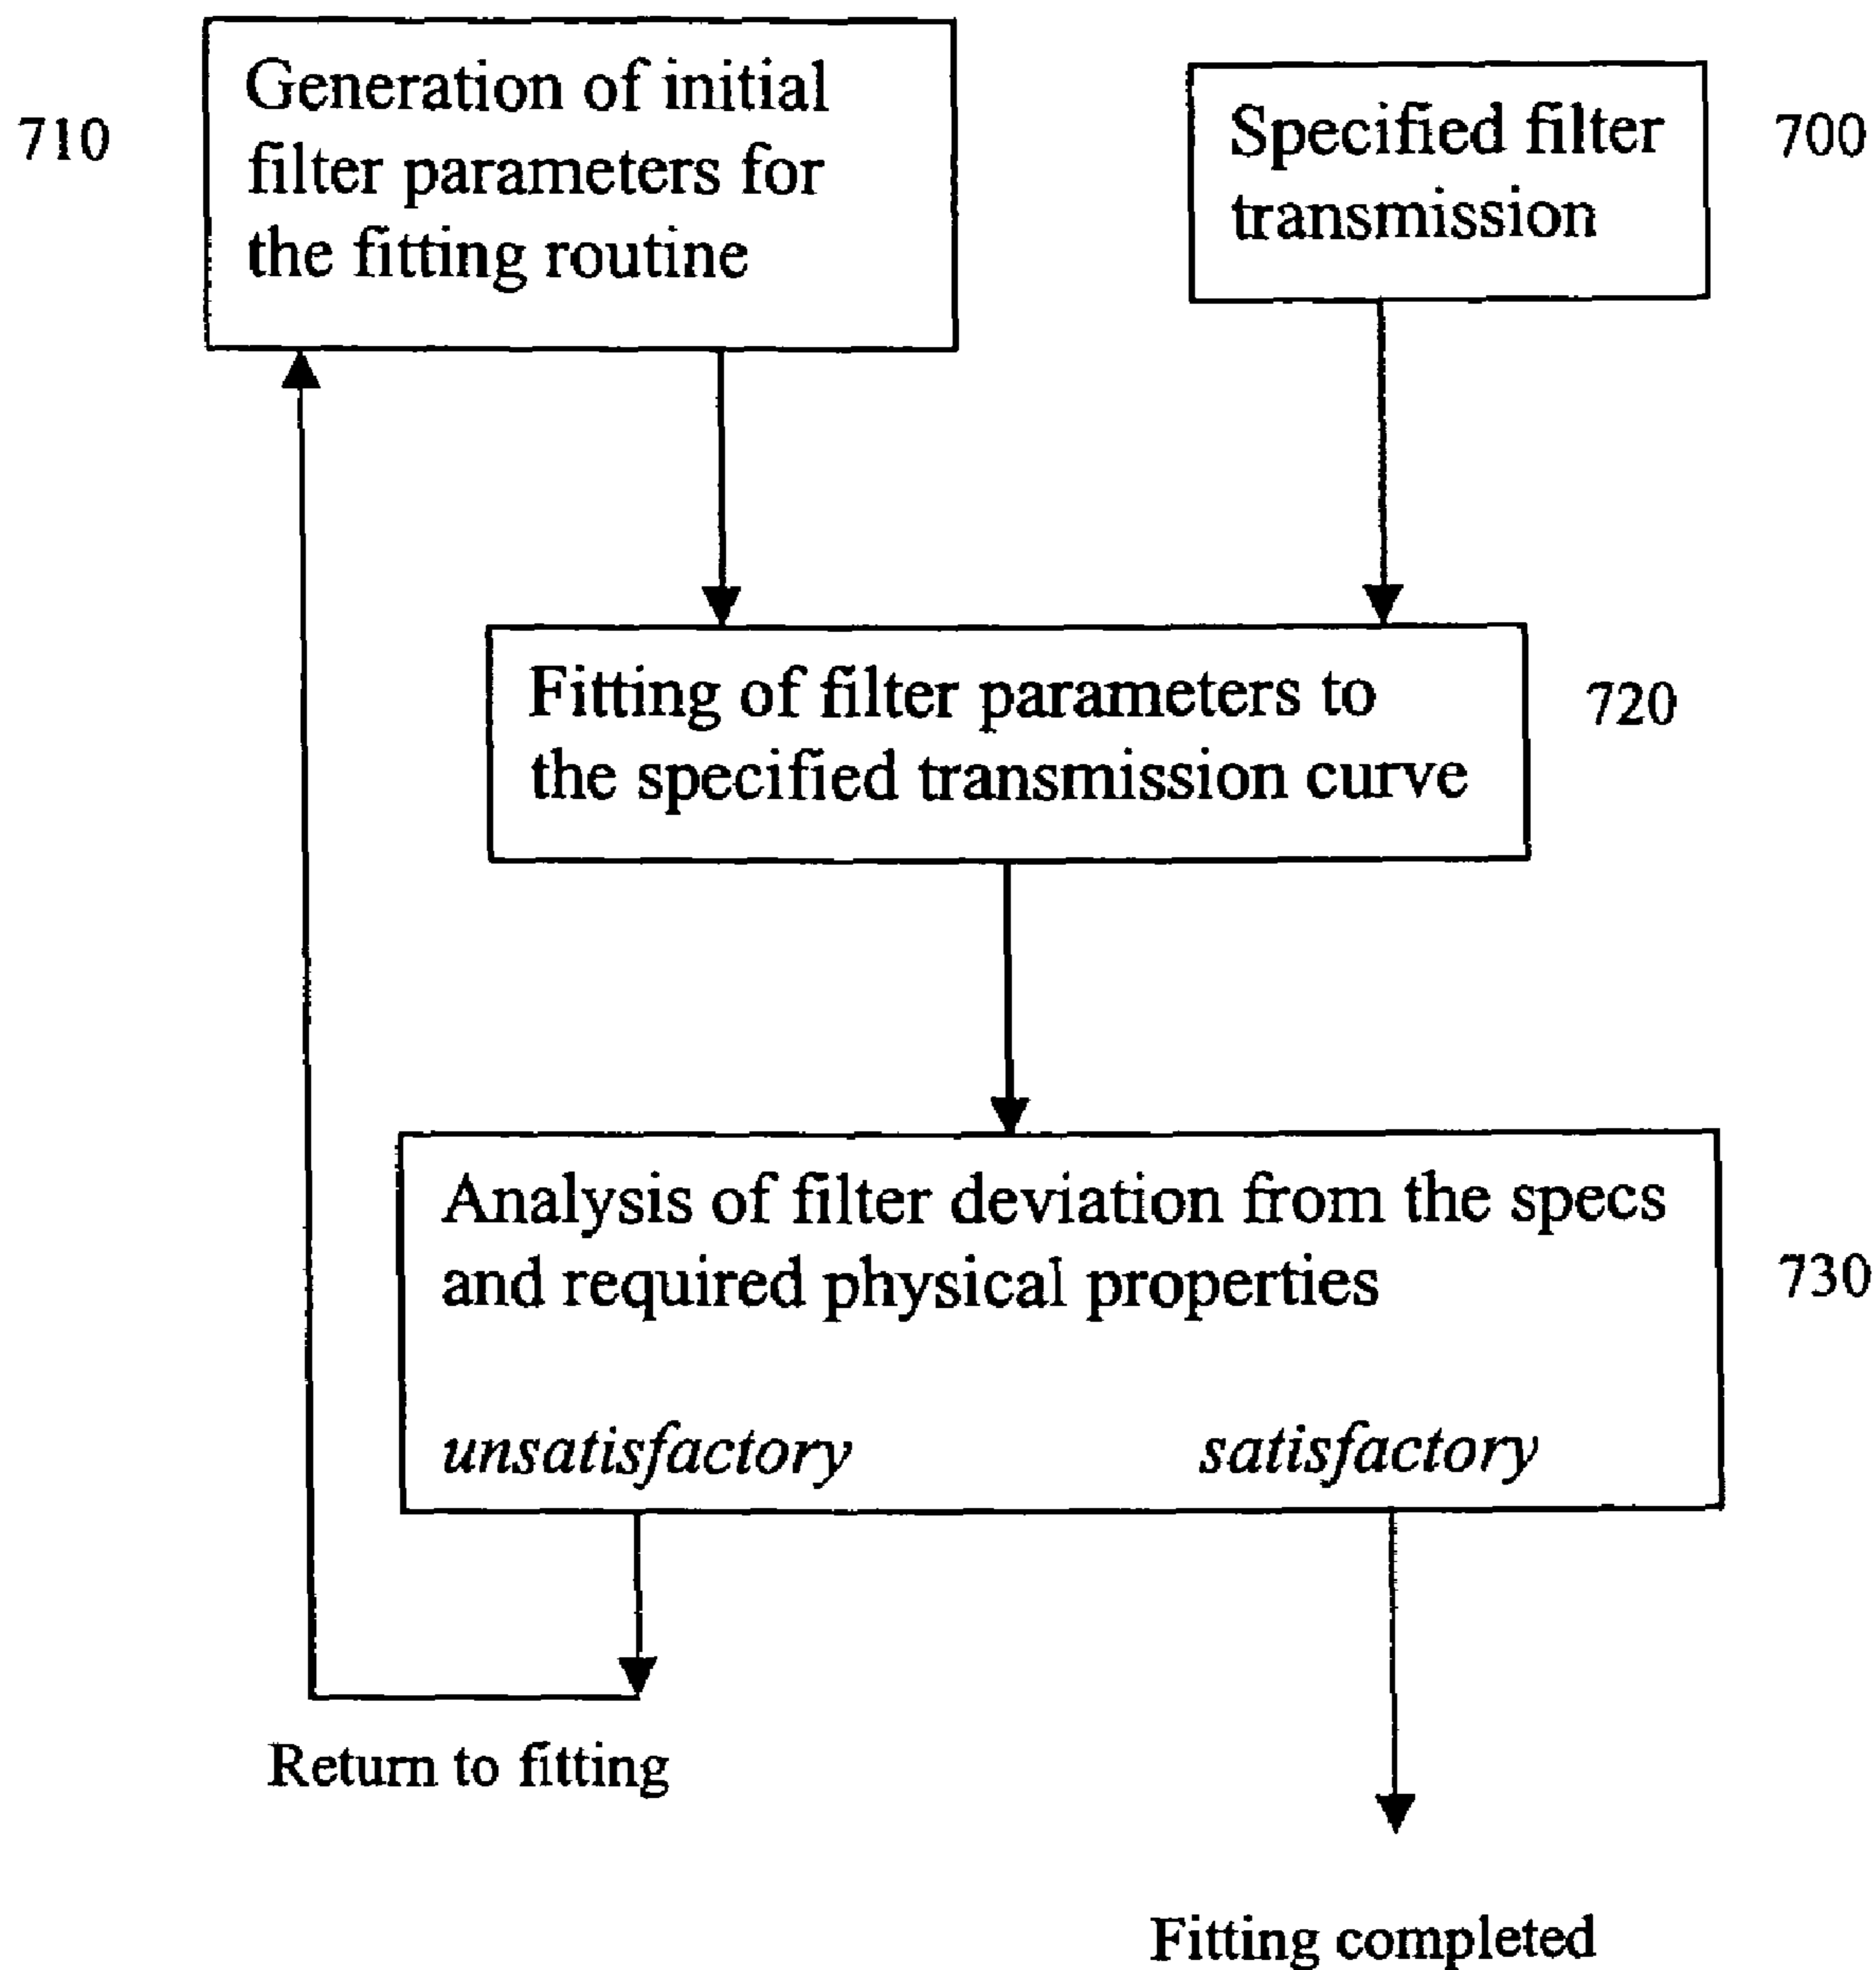 710
Generation of initial
filter parameters for
the fitting routine
Specified filter
transmission
700
Fitting of filter parameters to
the specified transmission curve
720
Analysis of filter deviation from the specs
and required physical properties
730
unsatisfactory
satisfactory
Return to fitting
Fitting completed